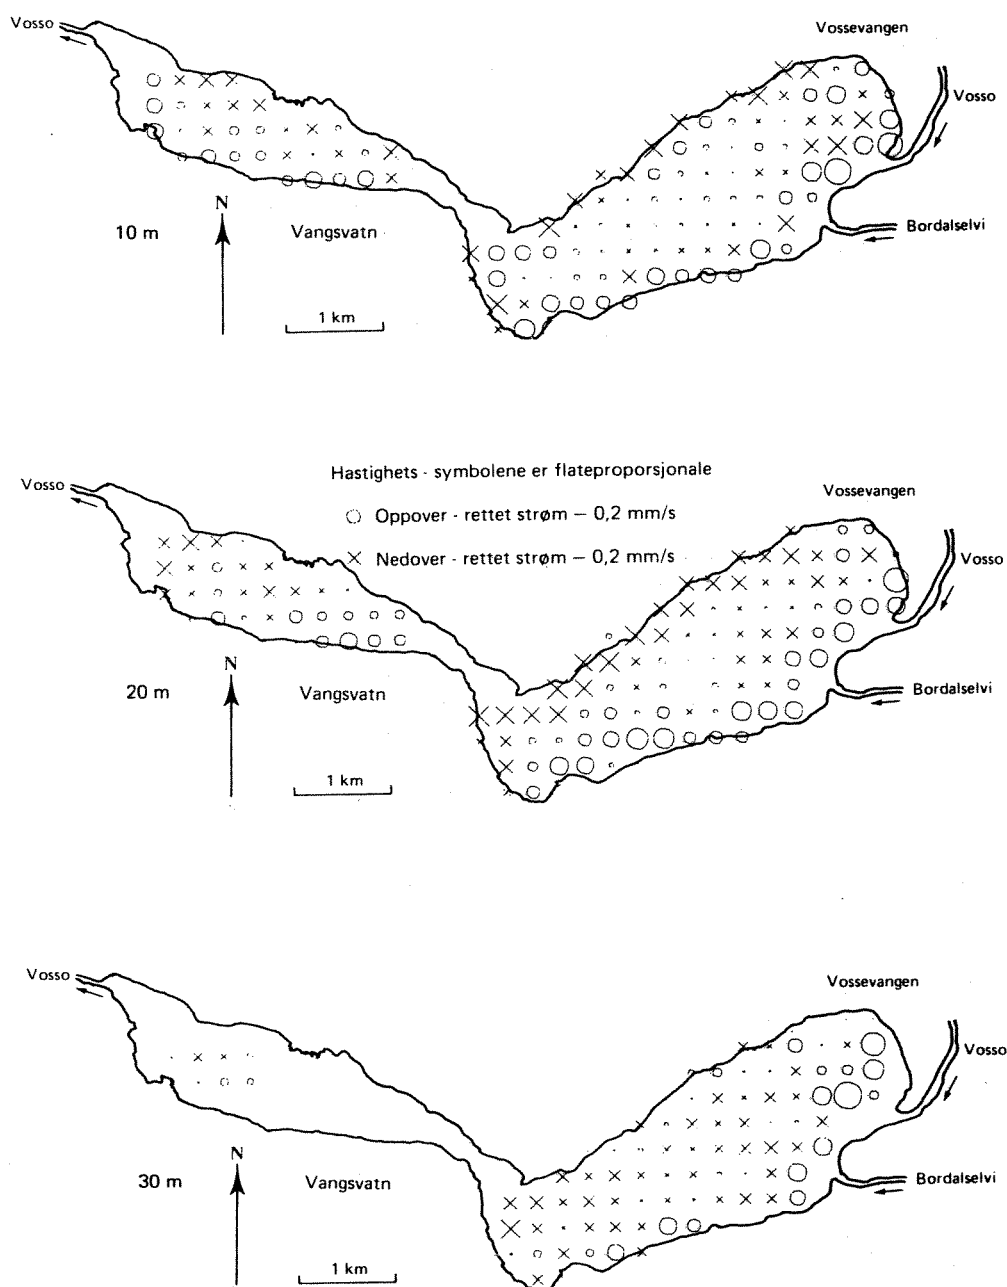 Vosso
Vossevangen
Vosso
N
10 m
Vangsvatn
Bordalselvi
1 km
Hastighets - symbolene er flateproporsjonale
Vosso
Vossevangen
Oppover - rettet strøm – 0,2 mm/s
Nedover - rettet strøm – 0,2 mm/s
Vosso
N
20 m
Vangsvatn
Bordalselvi
1 km
Vosso
Vossevangen
Vosso
N
30 m
Vangsvatn
Bordalselvi
1 km